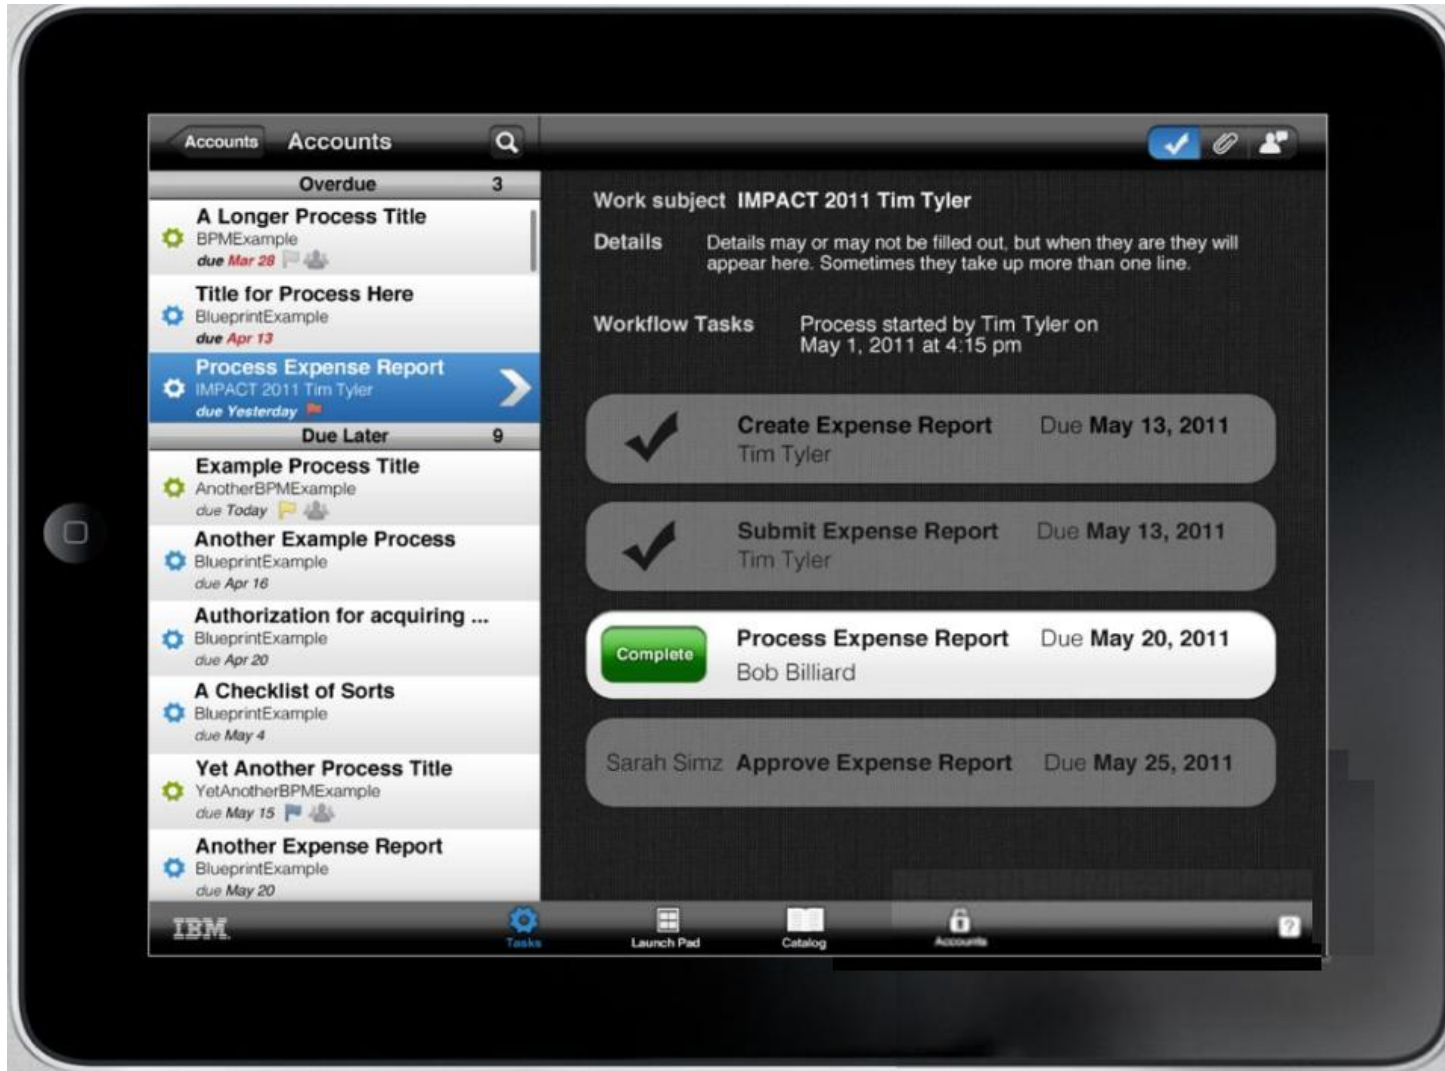 Accounts
Accounts
Overdue 3
A Longer Process Title
BPMExample
due Mar 28
Title for Process Here
BlueprintExample
due Apr 13
Process Expense Report
IMPACT 2011 Tim Tyler
due Yesterday
Due Later 9
Example Process Title
AnotherBPMExample
due Today
Another Example Process
BlueprintExample
due Apr 16
Authorization for acquiring ...
BlueprintExample
due Apr 20
A Checklist of Sorts
BlueprintExample
due May 4
Yet Another Process Title
YetAnotherBPMExample
due May 15
Another Expense Report
BlueprintExample
due May 20
Work subject IMPACT 2011 Tim Tyler
Details Details may or may not be filled out, but when they are they will
appear here. Sometimes they take up more than one line.
Workflow Tasks Process started by Tim Tyler on
May 1, 2011 at 4:15 pm
Create Expense Report Due May 13, 2011
Tim Tyler
Submit Expense Report Due May 13, 2011
Tim Tyler
Complete Process Expense Report Due May 20, 2011
Bob Billiard
Sarah Simz Approve Expense Report Due May 25, 2011
IBM Tasks Launch Pad Catalog Accounts ?